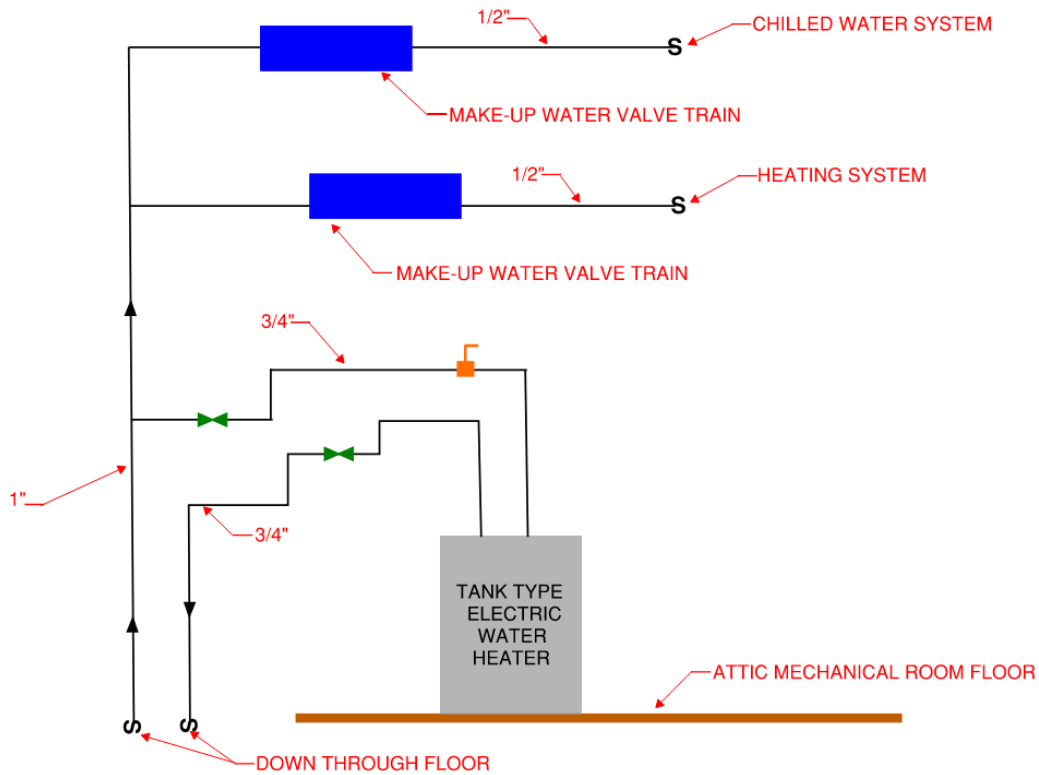 1/2"
CHILLED WATER SYSTEM
S
MAKE-UP WATER VALVE TRAIN
1/2"
HEATING SYSTEM
S
MAKE-UP WATER VALVE TRAIN
3/4"
1"
3/4"
TANK TYPE
ELECTRIC
WATER
HEATER
ATTIC MECHANICAL ROOM FLOOR
S
S
DOWN THROUGH FLOOR